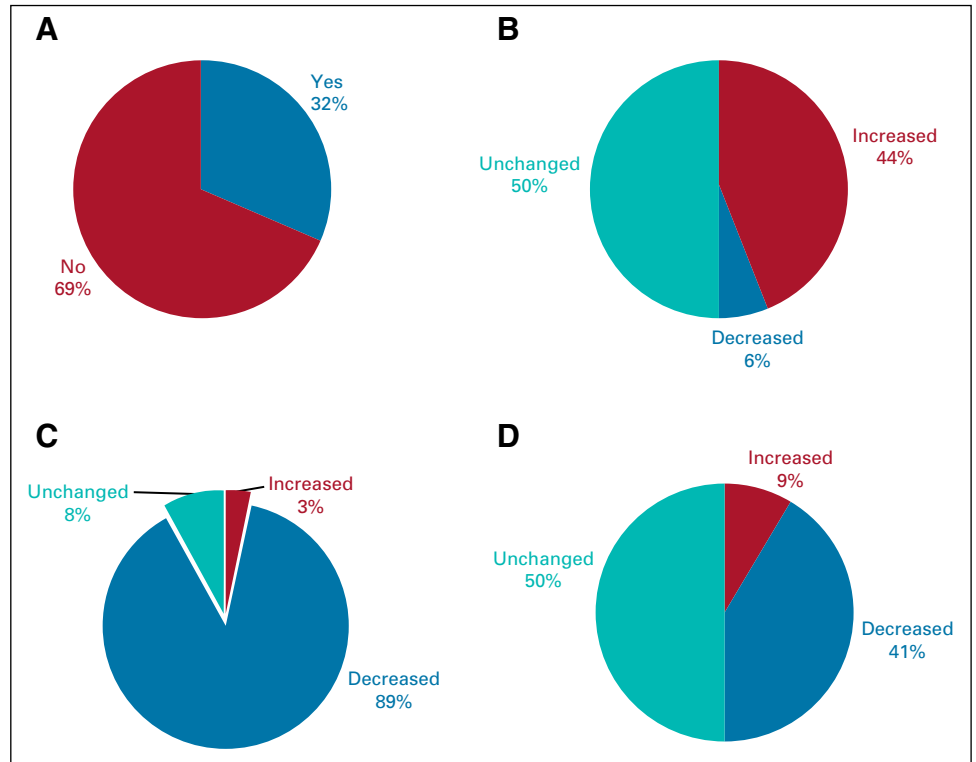 A
Yes
32%
No
69%
B
Increased
44%
Unchanged
50%
Decreased
6%
C
Unchanged
8%
Increased
3%
Decreased
89%
D
Increased
9%
Unchanged
50%
Decreased
41%